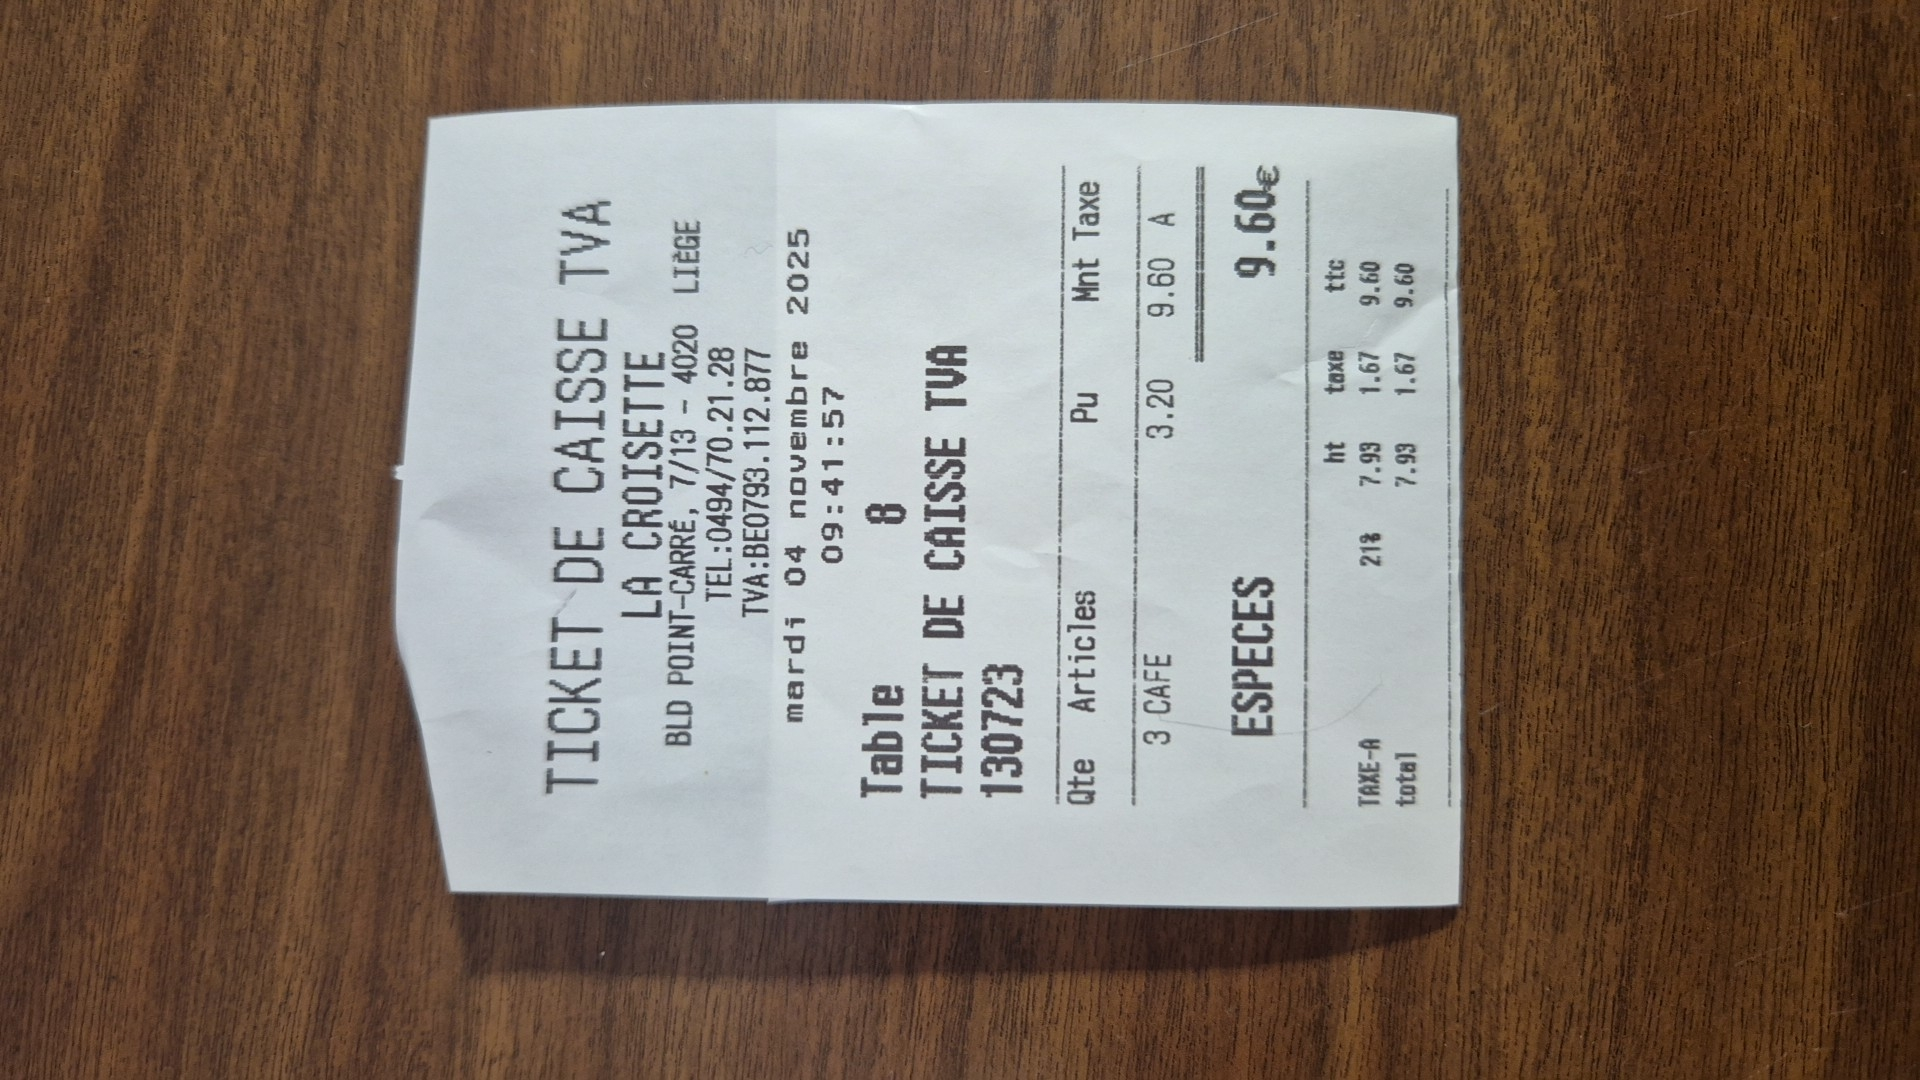 TICKET DE CAISSE TVA
LA CROISETTE
BLD POINT-CARRÉ, 7/13 - 4020 LIÈGE
TEL:0494/70.21.28
TVA:BE0793.112.877
mardi 04 novembre 2025
09:41:57
Table 8
TICKET DE CAISSE TVA
130723
Qte Articles Pu Mnt Taxe
3 CAFE 3.20 9.60 A
ESPECES 9.60€
ht taxe ttc
TAXE-A 21% 7.93 1.67 9.60
total 7.93 1.67 9.60